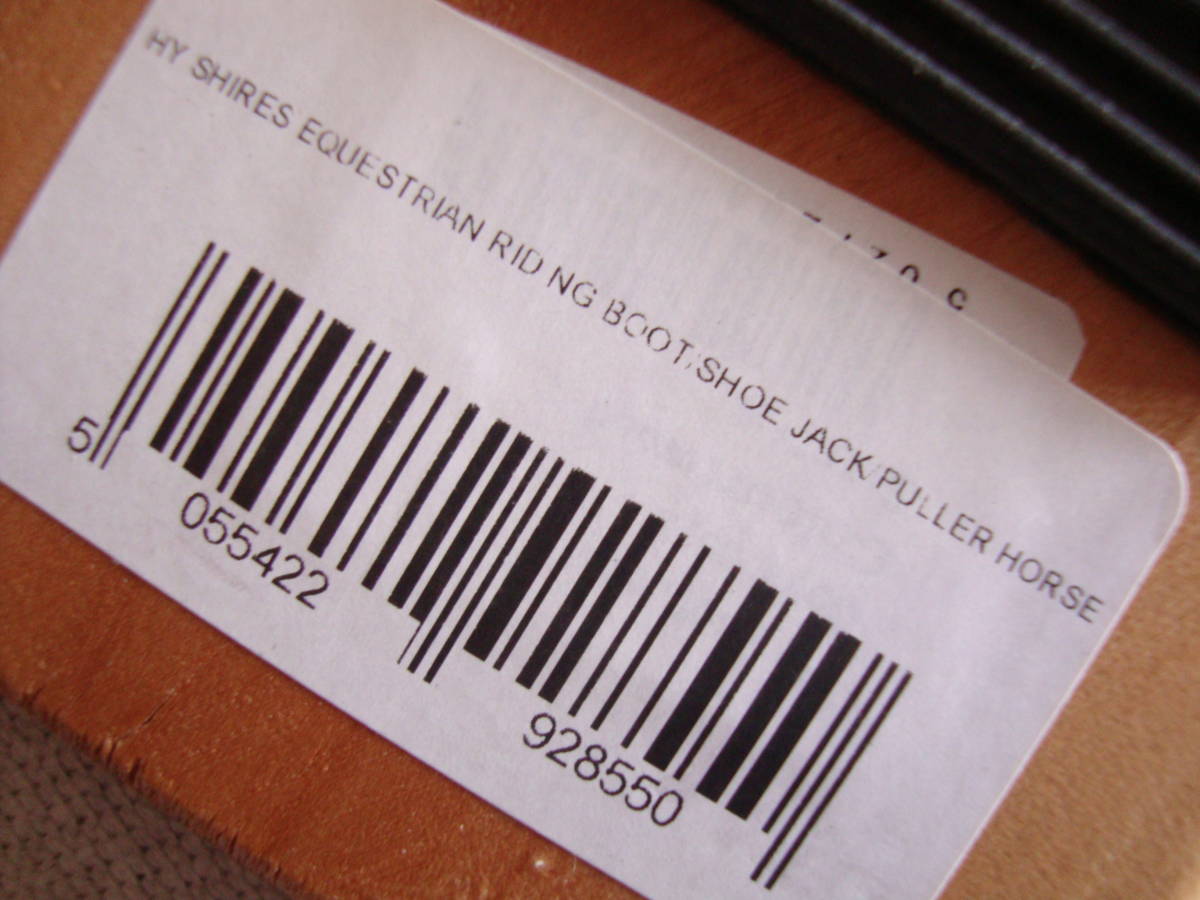 HY SHIRES EQUESTRIAN RID NG BOOT/SHOE JACK/PULLER HORSE
5 055422 928550